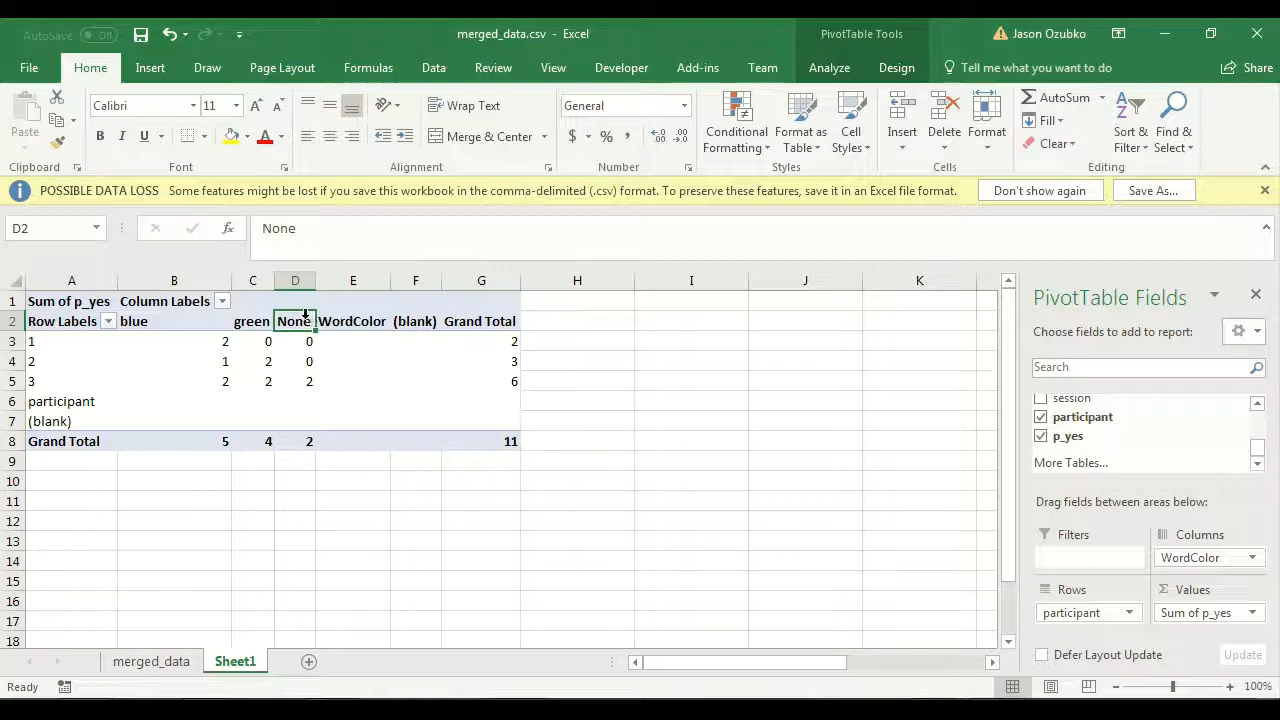 AutoSave Off merged_data.csv - Excel PivotTable Tools Jason Ozubko
File Home Insert Draw Page Layout Formulas Data Review View Developer Add-ins Team Analyze Design Tell me what you want to do Share
Paste Calibri 11 A A Wrap Text General Conditional Formatting Format as Table Cell Styles Insert Delete Format AutoSum Sort & Filter Find & Select
B I U A Merge & Center $ % , Fill
Clear
Clipboard Font Alignment Number Styles Cells Editing
POSSIBLE DATA LOSS Some features might be lost if you save this workbook in the comma-delimited (.csv) format. To preserve these features, save it in an Excel file format. Don't show again Save As...
D2 fx None
A B C D E F G H I J K
1 Sum of p_yes Column Labels
2 Row Labels blue green None WordColor (blank) Grand Total
3 1 2 0 0 2
4 2 1 2 0 3
5 3 2 2 2 6
6 participant
7 (blank)
8 Grand Total 5 4 2 11
9
10
11
12
13
14
15
16
17
18
PivotTable Fields
Choose fields to add to report:
Search
session
participant
p_yes
More Tables...
Drag fields between areas below:
Filters Columns
WordColor
Rows Values
participant Sum of p_yes
Defer Layout Update Update
merged_data Sheet1
Ready 100%